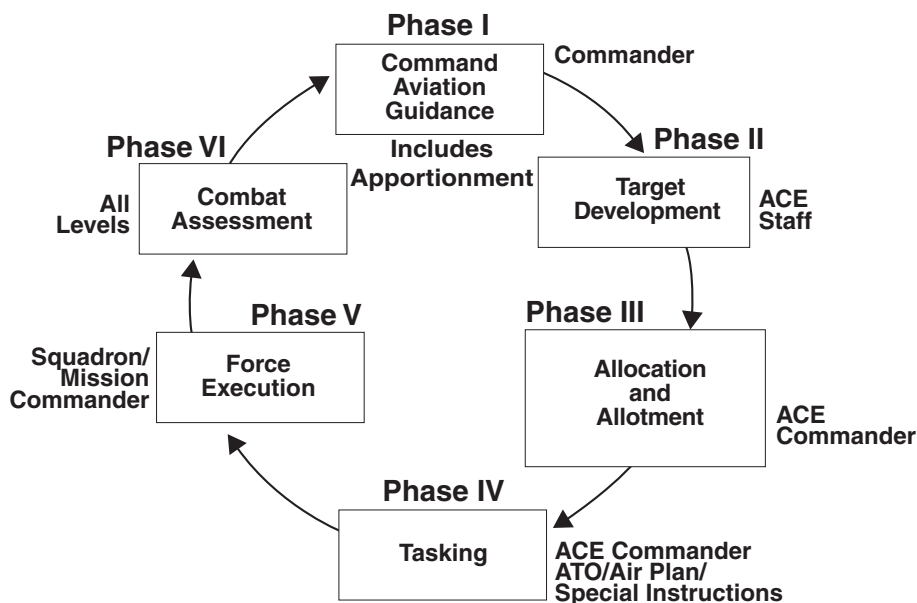 Phase I
Command
Aviation
Guidance
Commander
Includes
Apportionment
Phase II
Target
Development
ACE
Staff
Phase III
Allocation
and
Allotment
ACE
Commander
Phase IV
Tasking
ACE Commander
ATO/Air Plan/
Special Instructions
Phase V
Force
Execution
Squadron/
Mission
Commander
Phase VI
Combat
Assessment
All
Levels